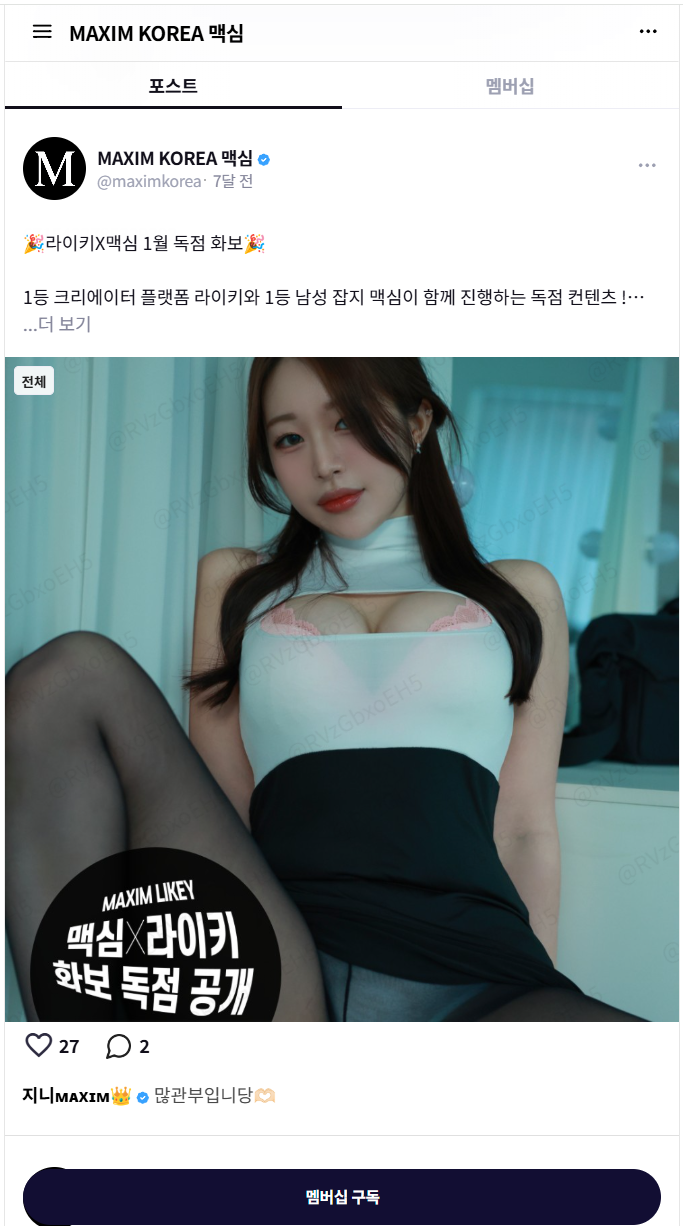 MAXIM KOREA 맥심
포스트
멤버십
M
MAXIM KOREA 맥심
@maximkorea· 7달 전
🎉라이키X맥심 1월 독점 화보🎉
1등 크리에이터 플랫폼 라이키와 1등 남성 잡지 맥심이 함께 진행하는 독점 컨텐츠 !⋯
...더 보기
전체
@RVzGbxoEH5
MAXIM LIKEY
맥심X라이키
화보 독점 공개
27
2
지니ᴍᴀxɪᴍ👑 많관부입니당🫶🏻
멤버십 구독